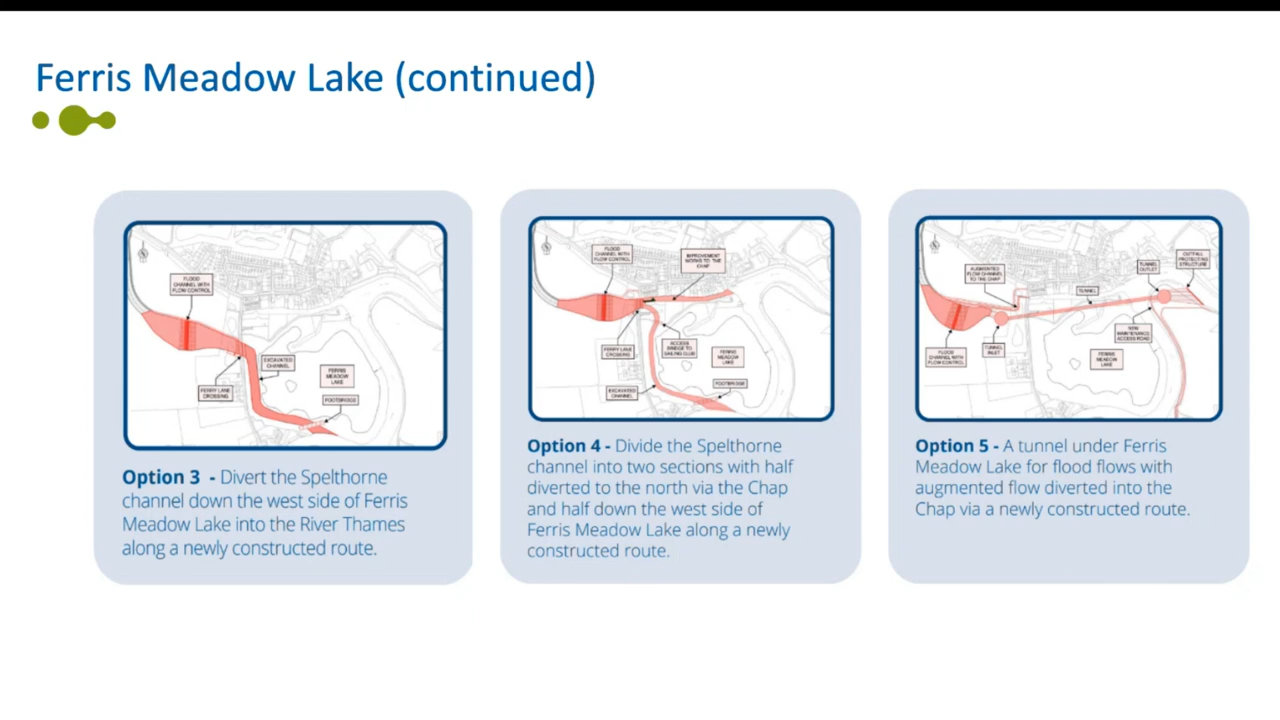 Ferris Meadow Lake (continued)
FLOOD
CHANNEL WITH
FLOW CONTROL
EXCAVATED
CHANNEL
FERRIS
MEADOW
LAKE
FERRY LANE
CROSSING
FOOTBRIDGE
Option 3 - Divert the Spelthorne
channel down the west side of Ferris
Meadow Lake into the River Thames
along a newly constructed route.
FLOOD
CHANNEL WITH
FLOW CONTROL
IMPROVEMENT
WORKS TO THE
CHAP
FERRY LANE
CROSSING
ACCESS
BRIDGE TO
SAILING CLUB
FERRIS
MEADOW
LAKE
EXCAVATED
CHANNEL
FOOTBRIDGE
Option 4 - Divide the Spelthorne
channel into two sections with half
diverted to the north via the Chap
and half down the west side of
Ferris Meadow Lake along a newly
constructed route.
AUGMENTED
FLOW CHANNEL
TO THE CHAP
TUNNEL
TUNNEL
OUTLET
OUTFALL
PROTECTING
STRUCTURE
FLOOD
CHANNEL WITH
FLOW CONTROL
TUNNEL
INLET
NEW
MAINTENANCE
ACCESS ROAD
FERRIS
MEADOW
LAKE
Option 5 - A tunnel under Ferris
Meadow Lake for flood flows with
augmented flow diverted into the
Chap via a newly constructed route.